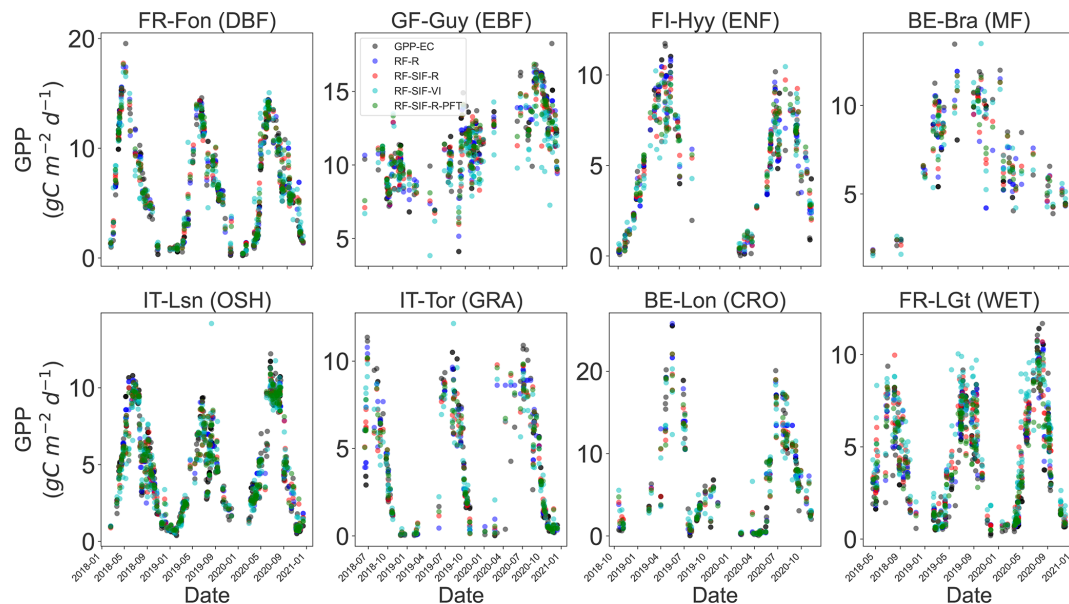 FR-Fon (DBF)
GF-Guy (EBF)
FI-Hyy (ENF)
BE-Bra (MF)
GPP
(gC m⁻² d⁻¹)
20
10
0
15
10
5
GPP-EC
RF-R
RF-SIF-R
RF-SIF-VI
RF-SIF-R-PFT
10
5
0
10
5
IT-Lsn (OSH)
IT-Tor (GRA)
BE-Lon (CRO)
FR-LGt (WET)
GPP
(gC m⁻² d⁻¹)
10
5
0
10
5
0
20
10
0
10
5
0
2018-01
2018-05
2018-09
2019-01
2019-05
2019-09
2020-01
2020-05
2020-09
2021-01
2018-07
2018-10
2019-01
2019-04
2019-07
2019-10
2020-01
2020-04
2020-07
2020-10
2021-01
2018-10
2019-01
2019-04
2019-07
2019-10
2020-01
2020-04
2020-07
2020-10
2018-05
2018-09
2019-01
2019-05
2019-09
2020-01
2020-05
2020-09
2021-01
Date
Date
Date
Date